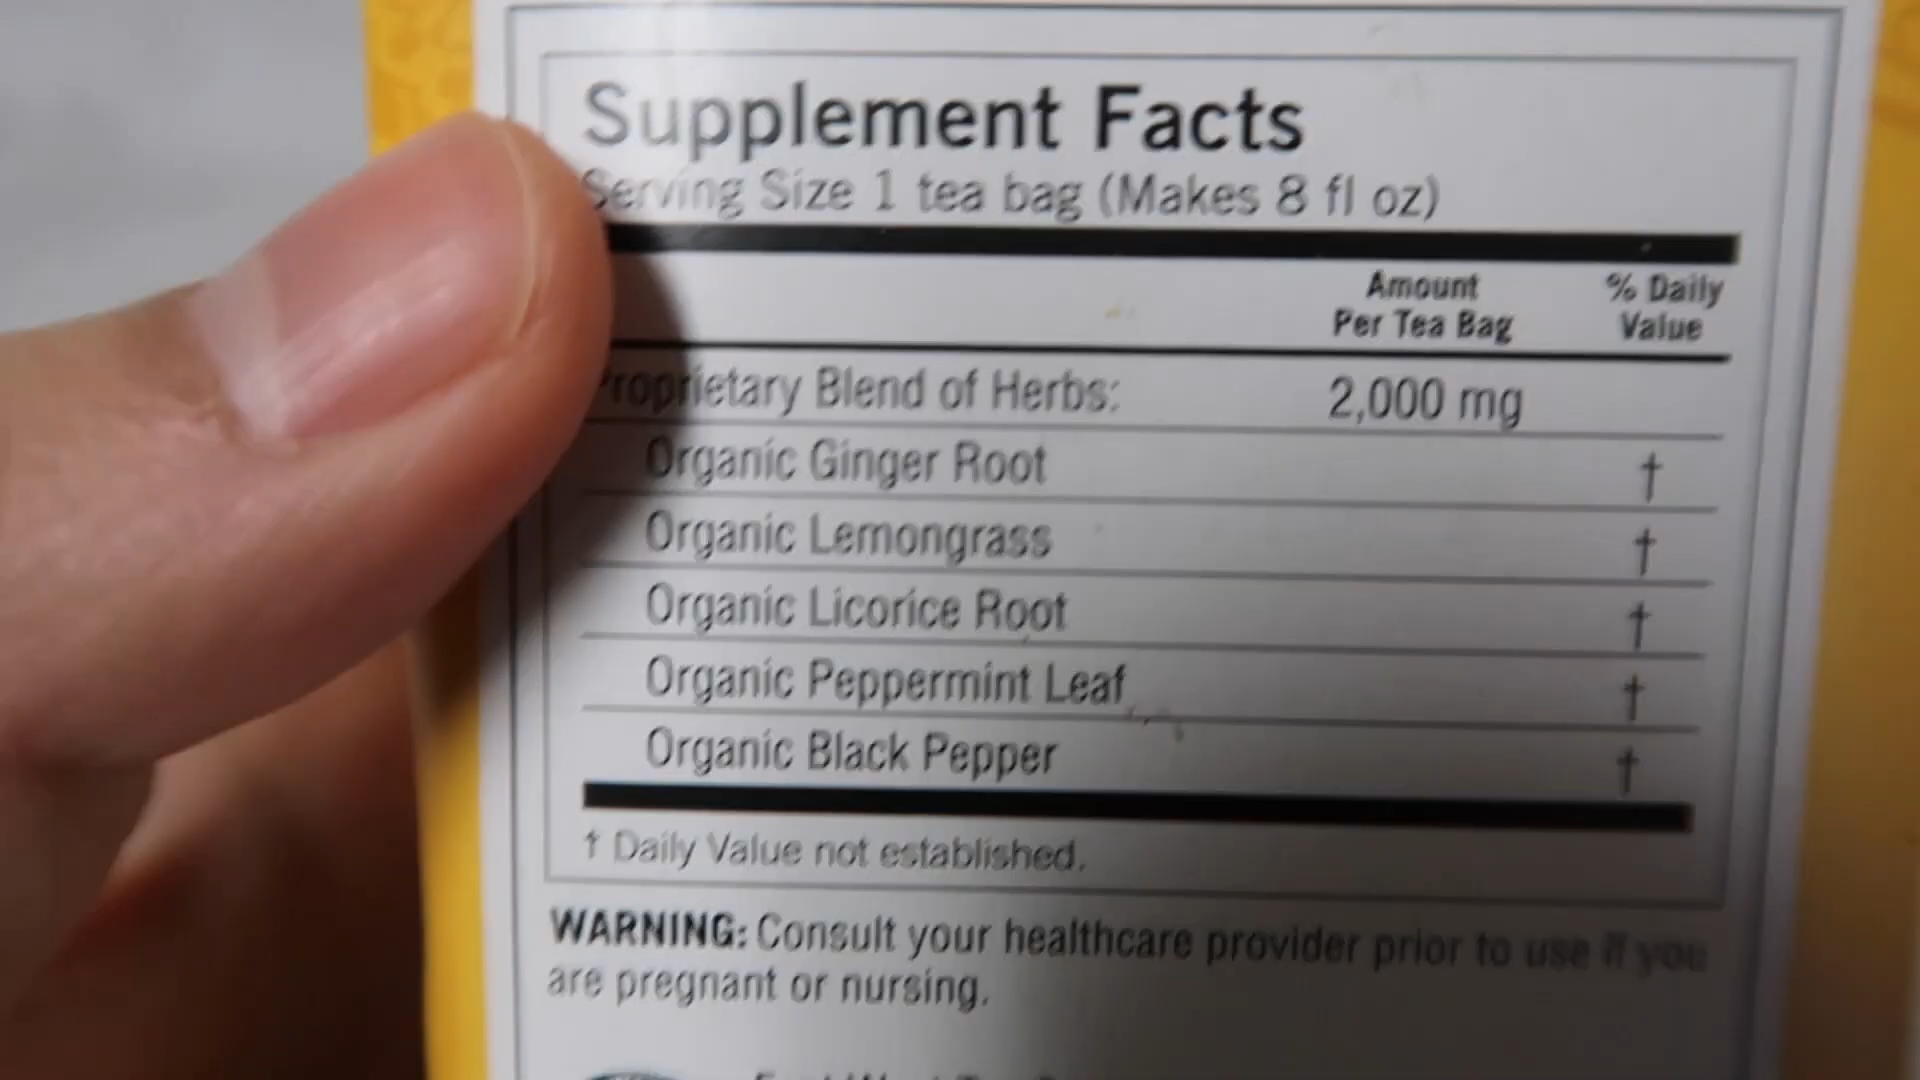 Supplement Facts
Serving Size 1 tea bag (Makes 8 fl oz)
Amount
Per Tea Bag
% Daily
Value
Proprietary Blend of Herbs: 2,000 mg
Organic Ginger Root †
Organic Lemongrass †
Organic Licorice Root †
Organic Peppermint Leaf †
Organic Black Pepper †
† Daily Value not established.
WARNING: Consult your healthcare provider prior to use if you
are pregnant or nursing.